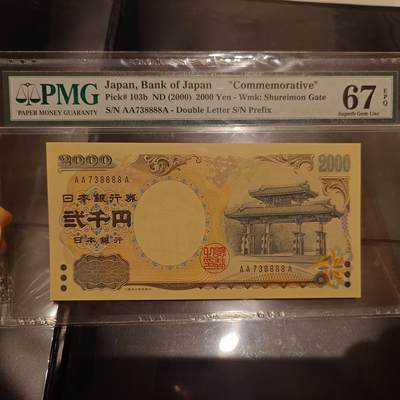 PMG
PAPER MONEY GUARANTY
Japan, Bank of Japan "Commemorative"
Pick# 103b ND (2000) 2000 Yen - Wmk: Shureimon Gate
S/N AA738888A - Double Letter S/N Prefix
67 EPQ
Superb Gem Unc
2000
2000
AA738888A
日本銀行券
弐千円
日本銀行
AA738888A